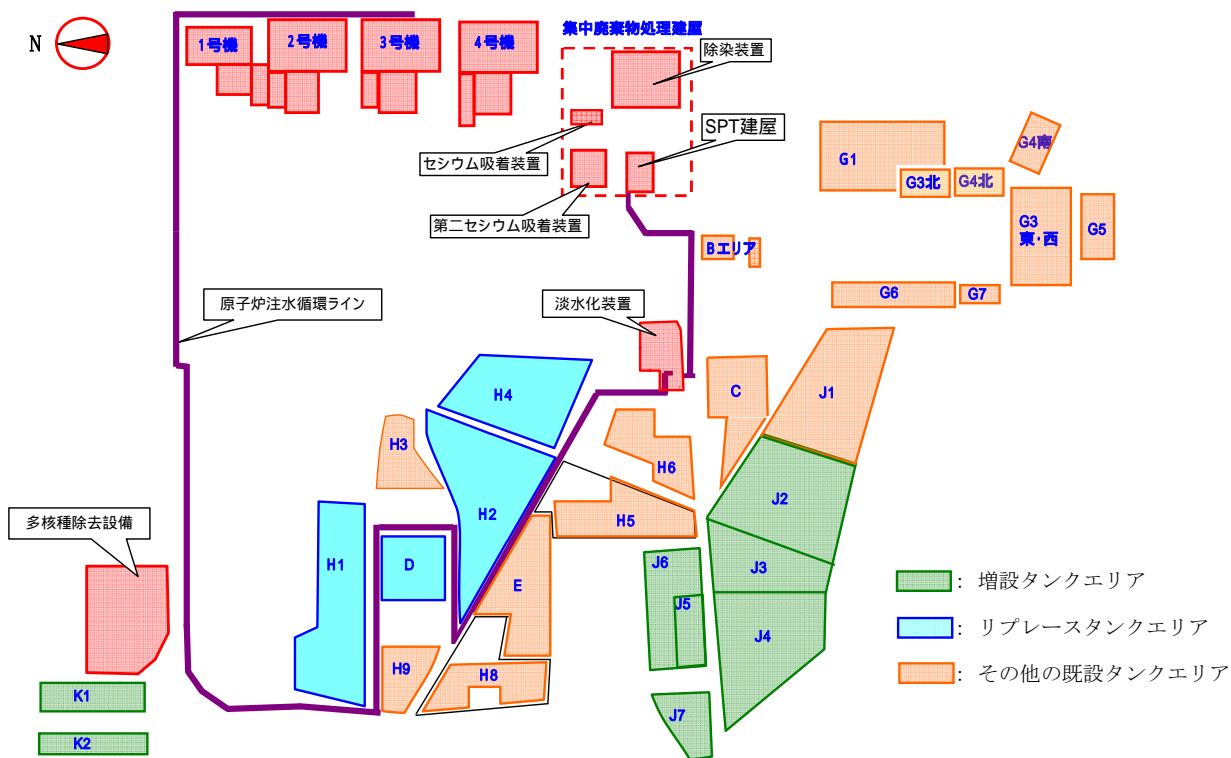 N
1号機
2号機
3号機
4号機
集中廃棄物処理建屋
除染装置
SPT建屋
セシウム吸着装置
第二セシウム吸着装置
G1
G3北
G4北
G4南
G3
東・西
G5
Bエリア
G6
G7
原子炉注水循環ライン
淡水化装置
H4
C
J1
H3
H6
H2
H5
J2
多核種除去設備
H1
D
E
J6
J3
J5
J4
H9
H8
K1
J7
K2
: 増設タンクエリア
: リプレースタンクエリア
: その他の既設タンクエリア